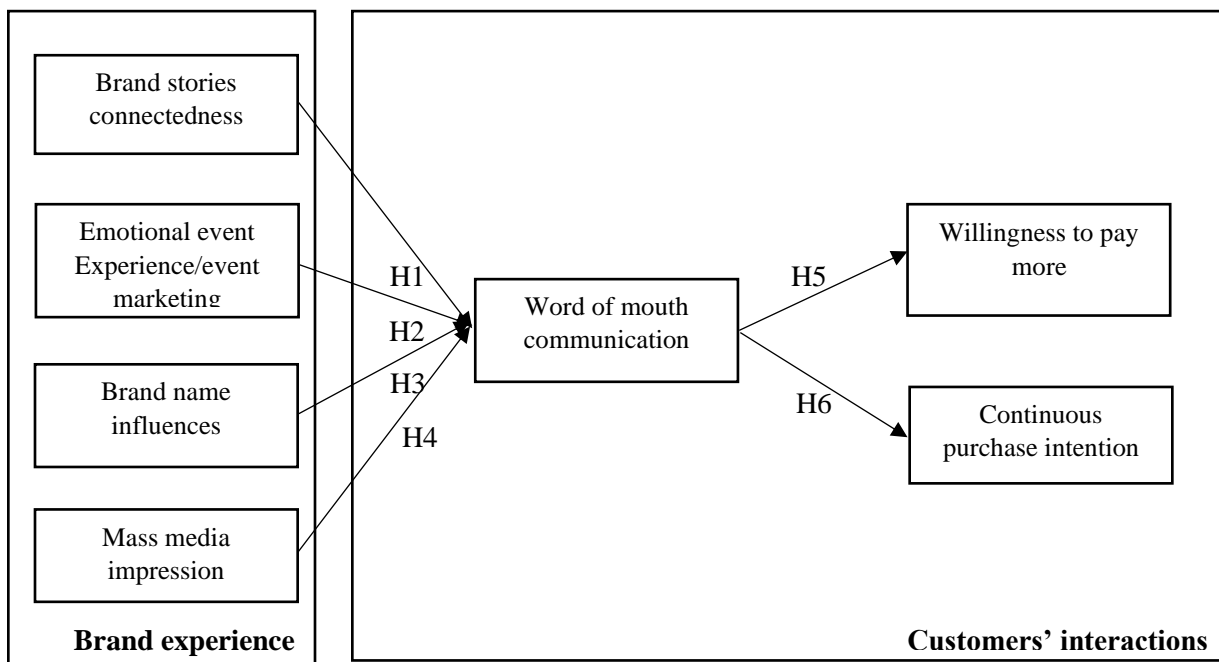 Brand stories
connectedness
Emotional event
Experience/event
marketing
Brand name
influences
Mass media
impression
Brand experience
H1
H2
H3
H4
Word of mouth
communication
H5
H6
Willingness to pay
more
Continuous
purchase intention
Customers’ interactions